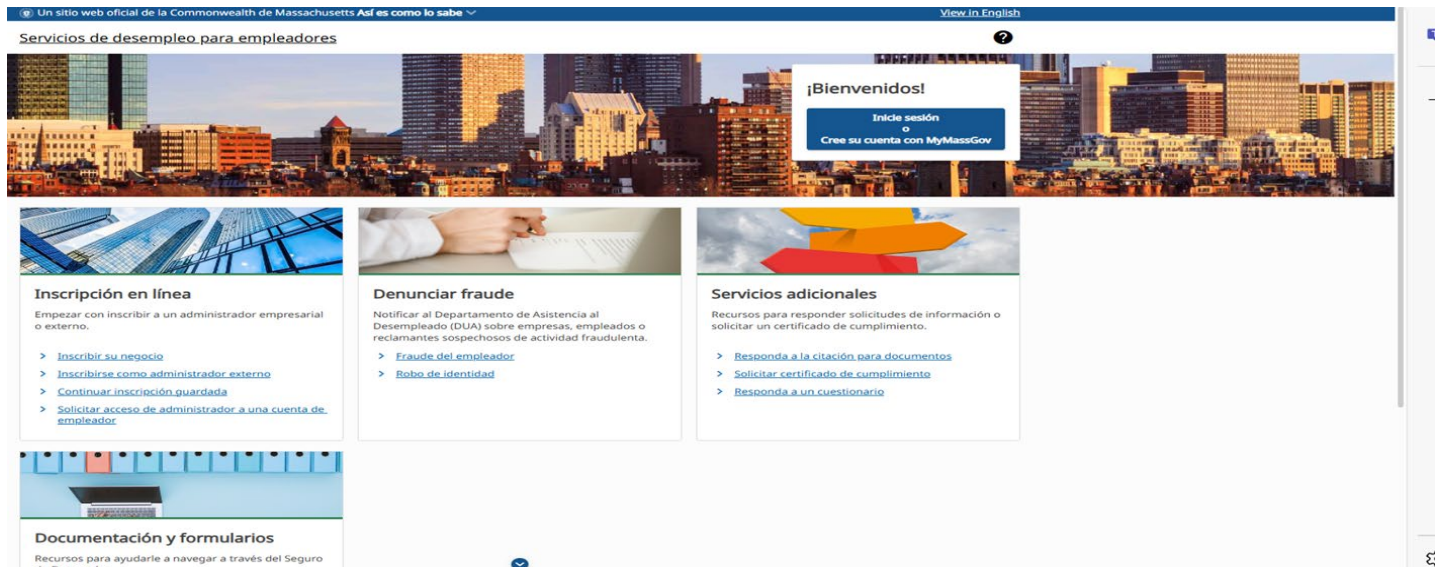 Un sitio web oficial de la Commonwealth de Massachusetts Así es como lo sabe
View in English
Servicios de desempleo para empleadores
?
¡Bienvenidos!
Inicie sesión
o
Cree su cuenta con MyMassGov
Inscripción en línea
Empezar con inscribir a un administrador empresarial
o externo.
> Inscribir su negocio
> Inscribirse como administrador externo
> Continuar inscripción guardada
> Solicitar acceso de administrador a una cuenta de
empleador
Denunciar fraude
Notificar al Departamento de Asistencia al
Desempleado (DUA) sobre empresas, empleados o
reclamantes sospechosos de actividad fraudulenta.
> Fraude del empleador
> Robo de identidad
Servicios adicionales
Recursos para responder solicitudes de información o
solicitar un certificado de cumplimiento.
> Responda a la citación para documentos
> Solicitar certificado de cumplimiento
> Responda a un cuestionario
Documentación y formularios
Recursos para ayudarle a navegar a través del Seguro